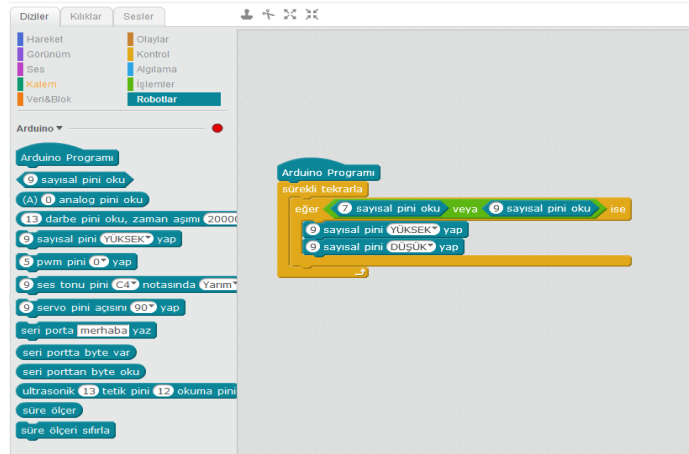 Diziler Kılıklar Sesler
Hareket Olaylar
Görünüm Kontrol
Ses Algılama
Kalem İşlemler
Veri&Blok Robotlar
Arduino
Arduino Programı
9 sayısal pini oku
(A) 0 analog pini oku
13 darbe pini oku, zaman aşımı 20000
9 sayısal pini YÜKSEK yap
5 pwm pini 0 yap
9 ses tonu pini C4 notasında Yarım
9 servo pini açısını 90 yap
seri porta merhaba yaz
seri portta byte var
seri porttan byte oku
ultrasonik 13 tetik pini 12 okuma pini
süre ölçer
süre ölçeri sıfırla
Arduino Programı
sürekli tekrarla
eğer 7 sayısal pini oku veya 9 sayısal pini oku ise
9 sayısal pini YÜKSEK yap
9 sayısal pini DÜŞÜK yap